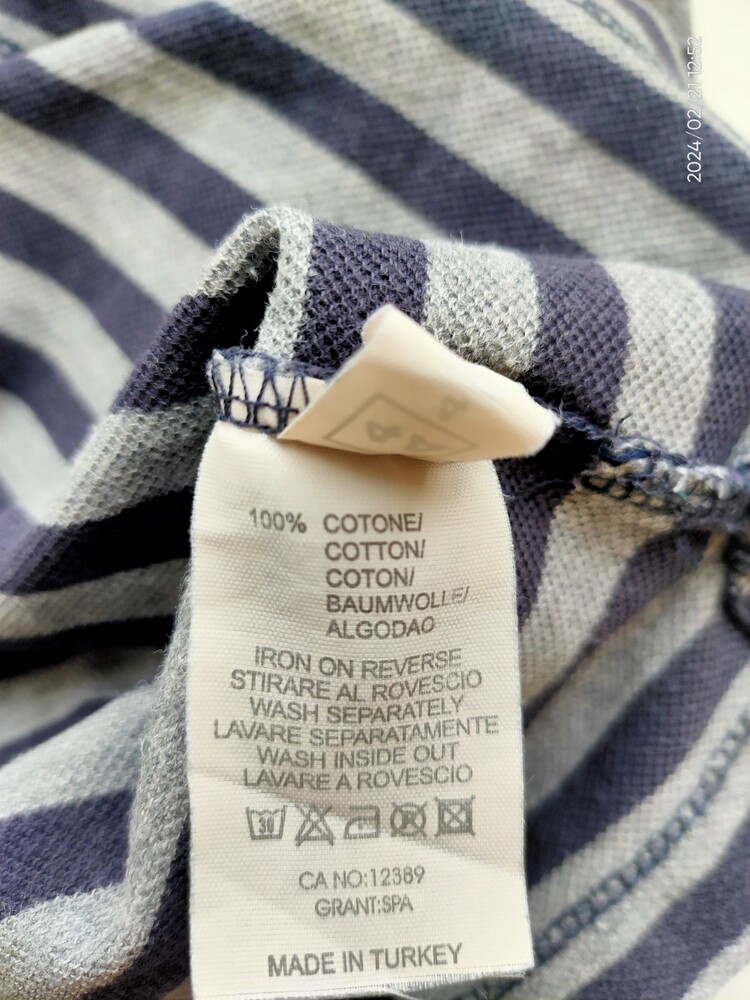 2024/02/21 12:52
100% COTONE/
COTTON/
COTON/
BAUMWOLLE/
ALGODAO
IRON ON REVERSE
STIRARE AL ROVESCIO
WASH SEPARATELY
LAVARE SEPARATAMENTE
WASH INSIDE OUT
LAVARE A ROVESCIO
30
CA NO:12389
GRANT:SPA
MADE IN TURKEY